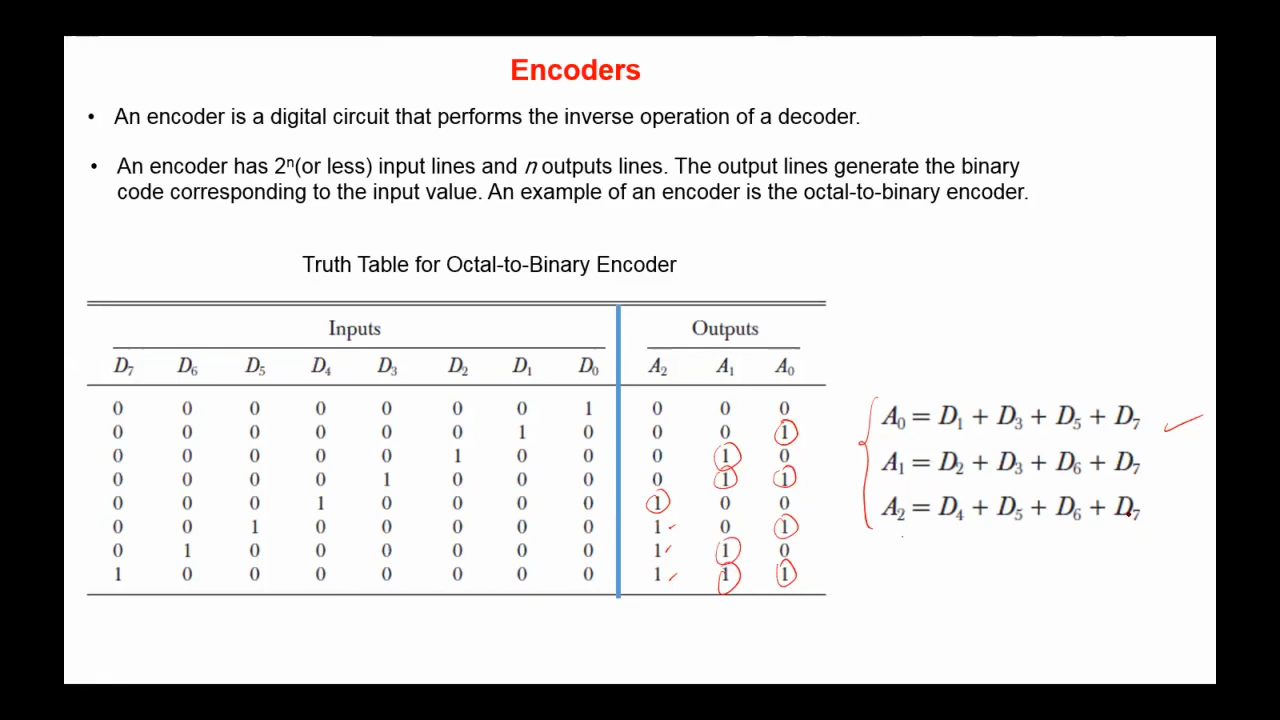 Encoders
• An encoder is a digital circuit that performs the inverse operation of a decoder.
• An encoder has 2ⁿ(or less) input lines and n outputs lines. The output lines generate the binary
code corresponding to the input value. An example of an encoder is the octal-to-binary encoder.
Truth Table for Octal-to-Binary Encoder
Inputs Outputs
D₇ D₆ D₅ D₄ D₃ D₂ D₁ D₀ A₂ A₁ A₀
0 0 0 0 0 0 0 1 0 0 0
0 0 0 0 0 0 1 0 0 0 1
0 0 0 0 0 1 0 0 0 1 0
0 0 0 0 1 0 0 0 0 1 1
0 0 0 1 0 0 0 0 1 0 0
0 0 1 0 0 0 0 0 1 0 1
0 1 0 0 0 0 0 0 1 1 0
1 0 0 0 0 0 0 0 1 1 1
A₀ = D₁ + D₃ + D₅ + D₇
A₁ = D₂ + D₃ + D₆ + D₇
A₂ = D₄ + D₅ + D₆ + D₇